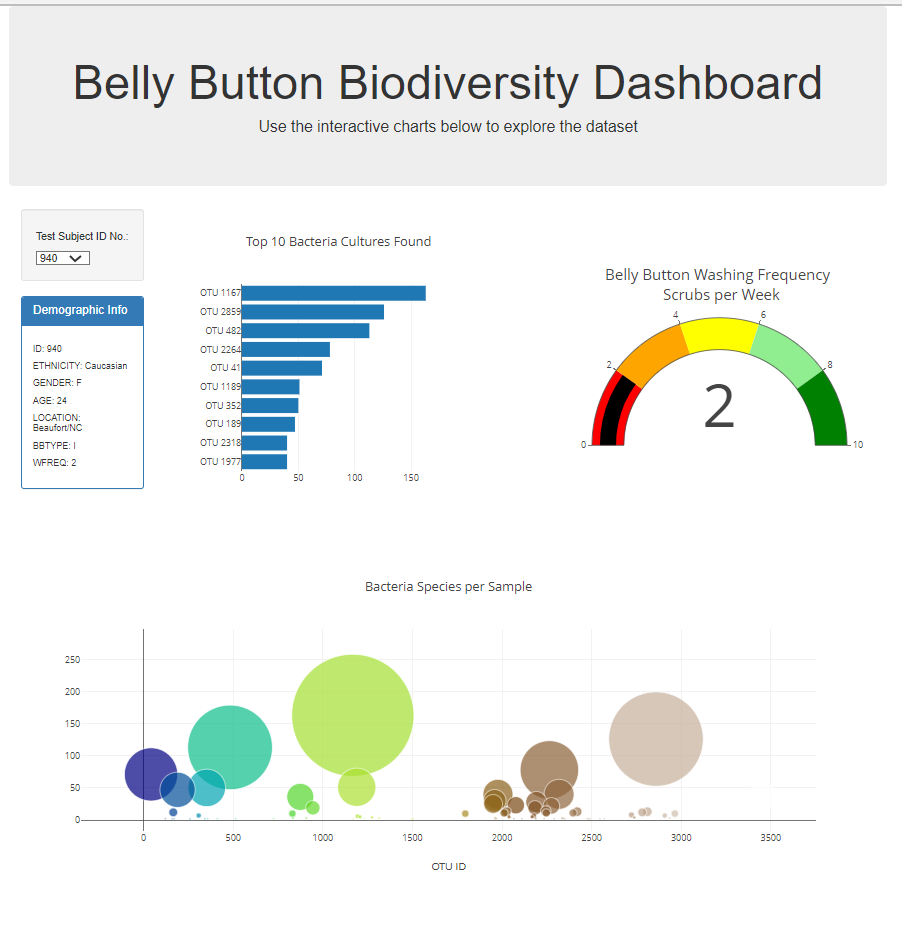 Belly Button Biodiversity Dashboard
Use the interactive charts below to explore the dataset
Test Subject ID No.:
940
Demographic Info
ID: 940
ETHNICITY: Caucasian
GENDER: F
AGE: 24
LOCATION:
Beaufort/NC
BBTYPE: I
WFREQ: 2
Top 10 Bacteria Cultures Found
OTU 1167
OTU 2859
OTU 482
OTU 2264
OTU 41
OTU 1189
OTU 352
OTU 189
OTU 2318
OTU 1977
0 50 100 150
Belly Button Washing Frequency
Scrubs per Week
0
2
4
6
8
10
2
Bacteria Species per Sample
250
200
150
100
50
0
0 500 1000 1500 2000 2500 3000 3500
OTU ID